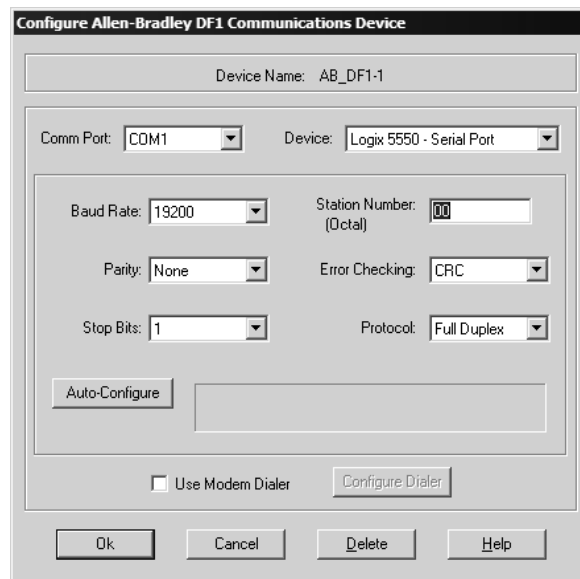 Configure Allen-Bradley DF1 Communications Device
Device Name: AB_DF1-1
Comm Port: COM1 Device: Logix 5550 - Serial Port
Baud Rate: 19200 Station Number: 00
(Octal)
Parity: None Error Checking: CRC
Stop Bits: 1 Protocol: Full Duplex
Auto-Configure
Use Modem Dialer Configure Dialer
Ok Cancel Delete Help